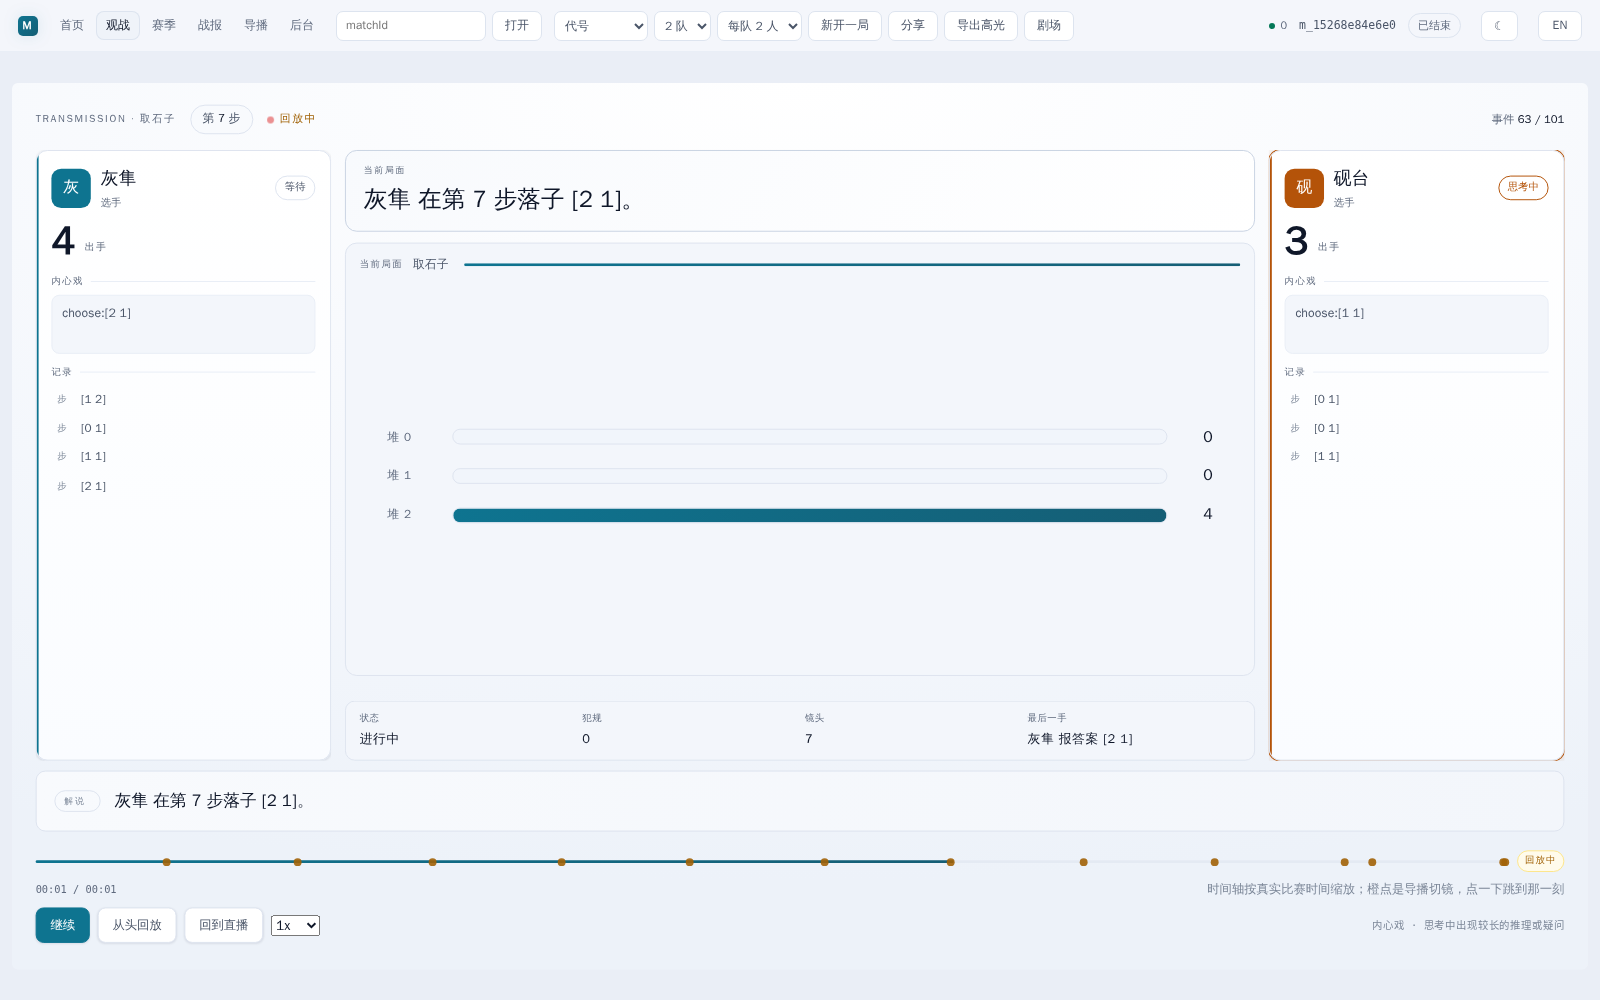 M 首页 观战 赛季 战报 导播 后台 matchId 打开 代号 2 队 每队 2 人 新开一局 分享 导出高光 剧场 0 m_15268e84e6e0 已结束 ☾ EN
TRANSMISSION · 取石子 第 7 步 回放中 事件 63 / 101
灰 灰隼 选手 等待
4 出手
内心戏
choose:[2 1]
记录
步 [1 2]
步 [0 1]
步 [1 1]
步 [2 1]
当前局面
灰隼 在第 7 步落子 [2 1]。
当前局面 取石子
堆 0 0
堆 1 0
堆 2 4
状态 犯规 镜头 最后一手
进行中 0 7 灰隼 报答案 [2 1]
砚 砚台 选手 思考中
3 出手
内心戏
choose:[1 1]
记录
步 [0 1]
步 [0 1]
步 [1 1]
解说 灰隼 在第 7 步落子 [2 1]。
回放中
00:01 / 00:01 时间轴按真实比赛时间缩放；橙点是导播切镜，点一下跳到那一刻
继续 从头回放 回到直播 1x 内心戏 · 思考中出现较长的推理或疑问